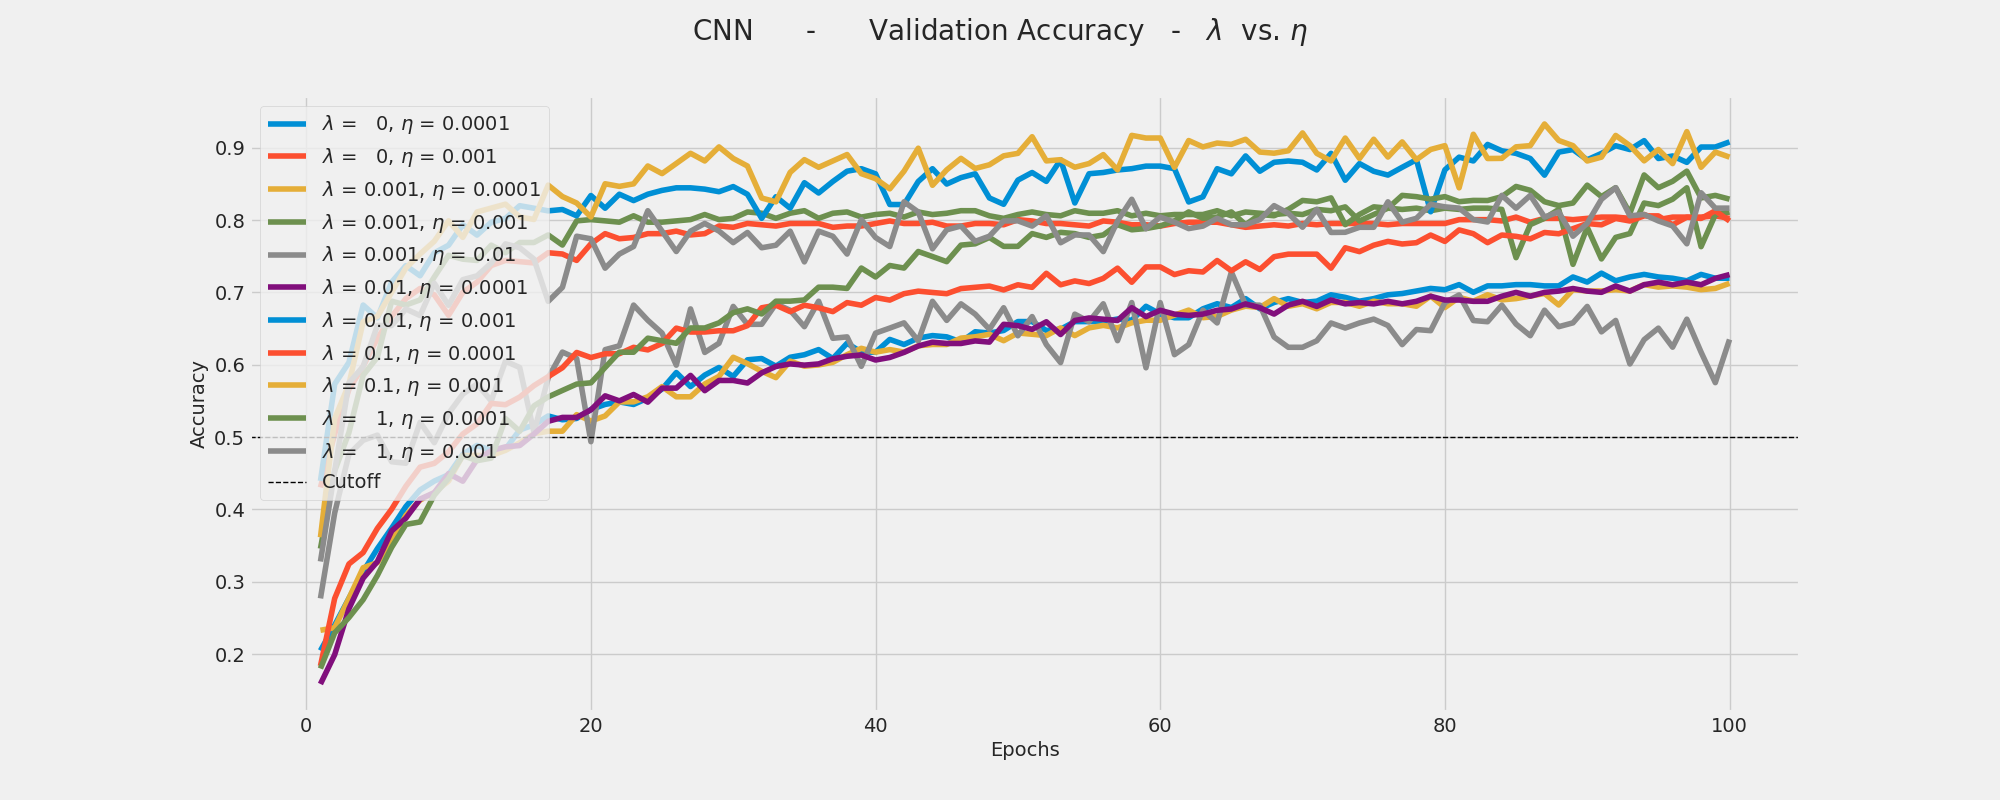 CNN - Validation Accuracy - λ vs. η
λ = 0, η = 0.0001
λ = 0, η = 0.001
λ = 0.001, η = 0.0001
λ = 0.001, η = 0.001
λ = 0.001, η = 0.01
λ = 0.01, η = 0.0001
λ = 0.01, η = 0.001
λ = 0.1, η = 0.0001
λ = 0.1, η = 0.001
λ = 1, η = 0.0001
λ = 1, η = 0.001
Cutoff
Accuracy
0.9
0.8
0.7
0.6
0.5
0.4
0.3
0.2
0 20 40 60 80 100
Epochs